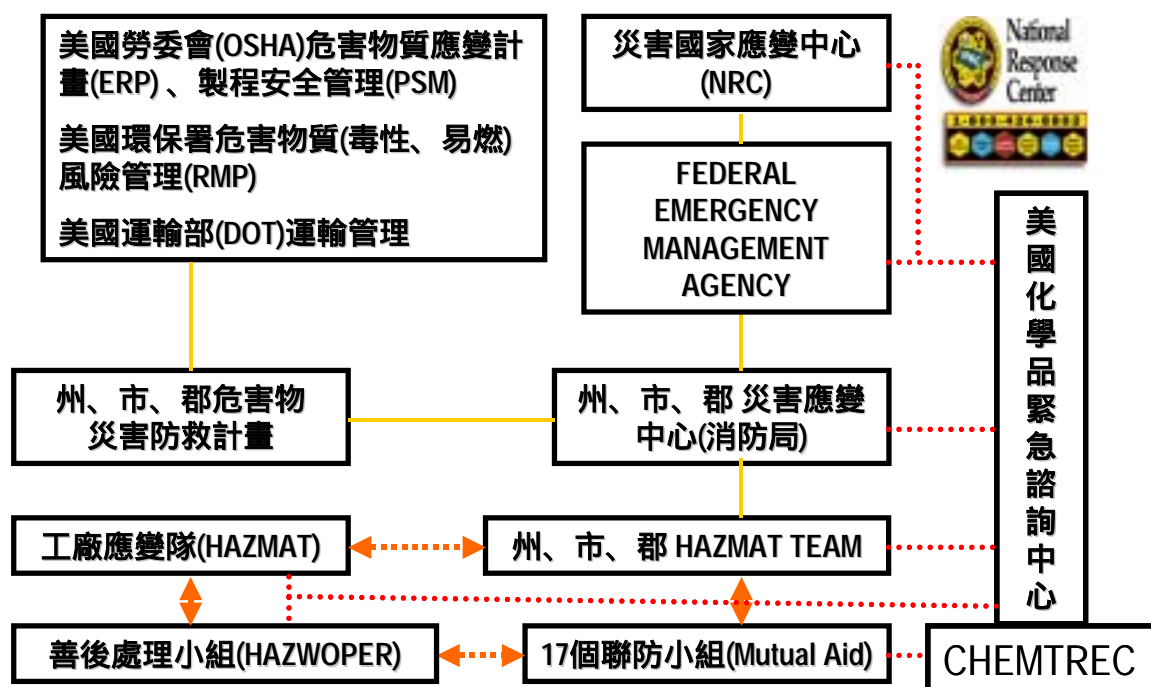 美國勞委會(OSHA)危害物質應變計
畫(ERP) 、製程安全管理(PSM)
美國環保署危害物質(毒性、易燃)
風險管理(RMP)
美國運輸部(DOT)運輸管理
災害國家應變中心
(NRC)
National
Response
Center
1-800-424-8802
FEDERAL
EMERGENCY
MANAGEMENT
AGENCY
美國化學品緊急諮詢中心
州、市、郡危害物
災害防救計畫
州、市、郡 災害應變
中心(消防局)
工廠應變隊(HAZMAT)
州、市、郡 HAZMAT TEAM
善後處理小組(HAZWOPER)
17個聯防小組(Mutual Aid)
CHEMTREC